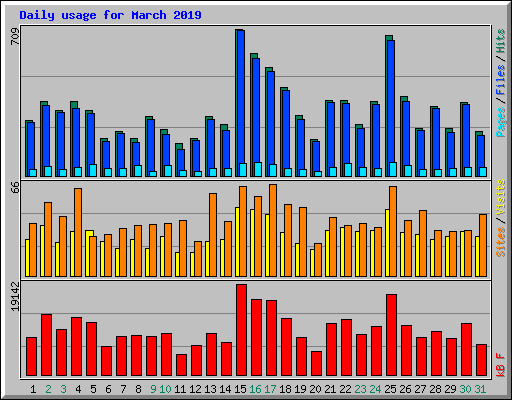 Daily usage for March 2019
709
Pages / Files / Hits
66
Sites / Visits
19142
kB F
1 2 3 4 5 6 7 8 9 10 11 12 13 14 15 16 17 18 19 20 21 22 23 24 25 26 27 28 29 30 31